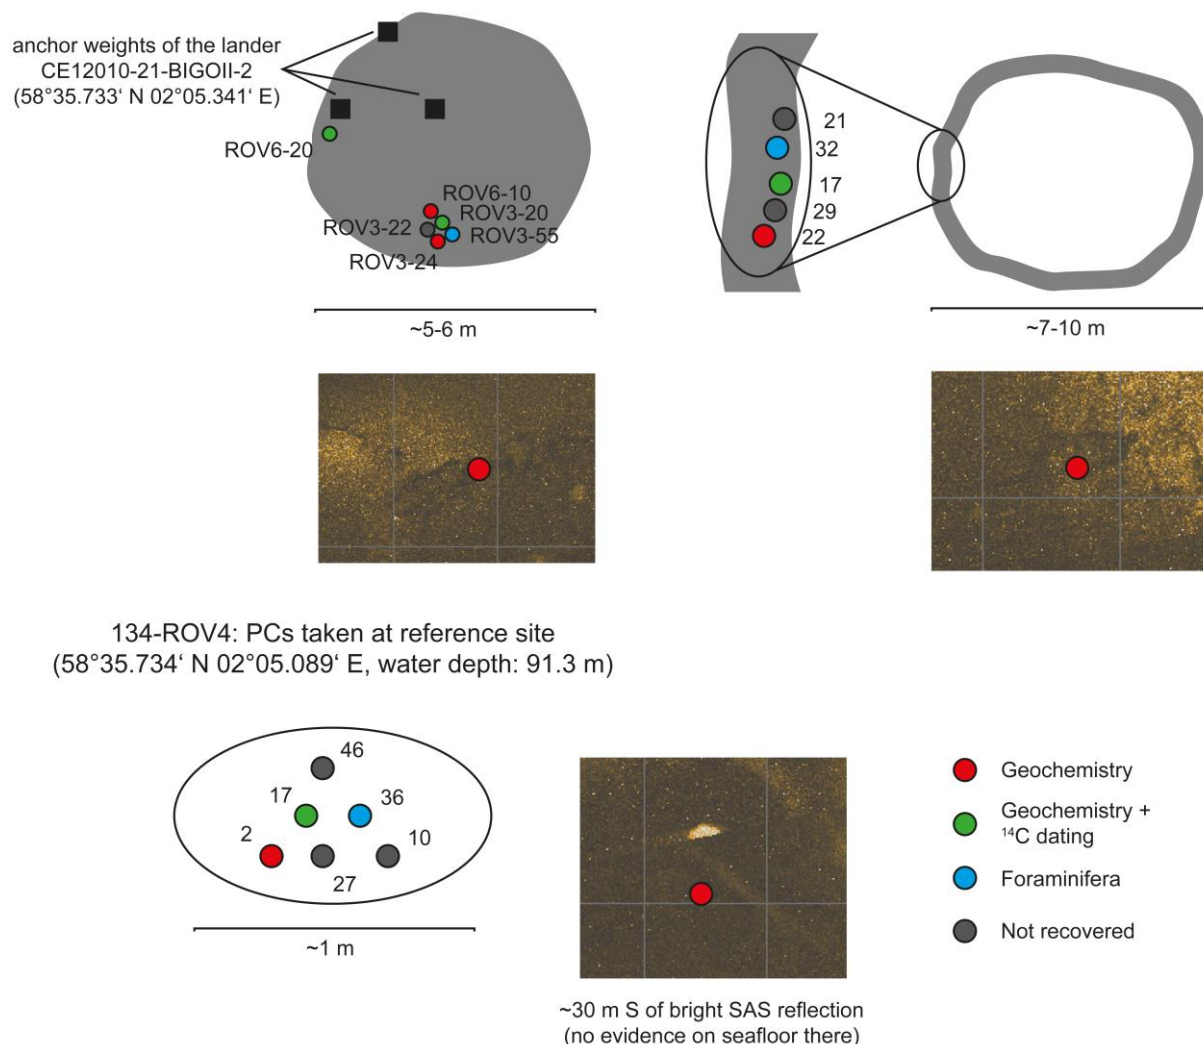 anchor weights of the lander
CE12010-21-BIGOII-2
(58°35.733‘ N 02°05.341‘ E)
ROV6-20
ROV6-10
ROV3-20
ROV3-22
ROV3-55
ROV3-24
~5-6 m
21
32
17
29
22
~7-10 m
134-ROV4: PCs taken at reference site
(58°35.734‘ N 02°05.089‘ E, water depth: 91.3 m)
46
17
36
2
10
27
~1 m
~30 m S of bright SAS reflection
(no evidence on seafloor there)
Geochemistry
Geochemistry +
¹⁴C dating
Foraminifera
Not recovered